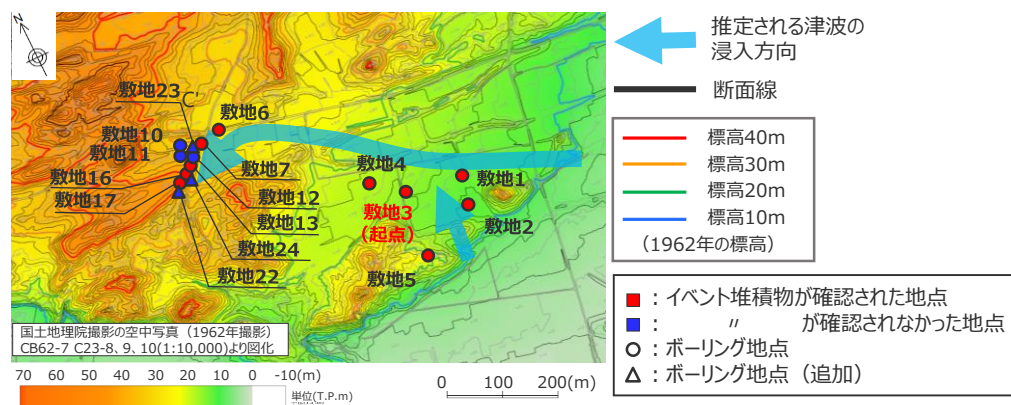 N
推定される津波の
浸入方向
断面線
標高40m
標高30m
標高20m
標高10m
(1962年の標高)
■：イベント堆積物が確認された地点
■：　　〃　　が確認されなかった地点
○：ボーリング地点
△：ボーリング地点（追加）
敷地23
C'
敷地6
敷地10
敷地11
敷地4
敷地16
敷地7
敷地1
敷地17
敷地12
敷地3
(起点)
敷地13
敷地2
敷地24
敷地22
敷地5
国土地理院撮影の空中写真（1962年撮影）
CB62-7 C23-8、9、10(1:10,000)より図化
70 60 50 40 30 20 10 0 -10(m)
単位(T.P.m)
0 100 200(m)